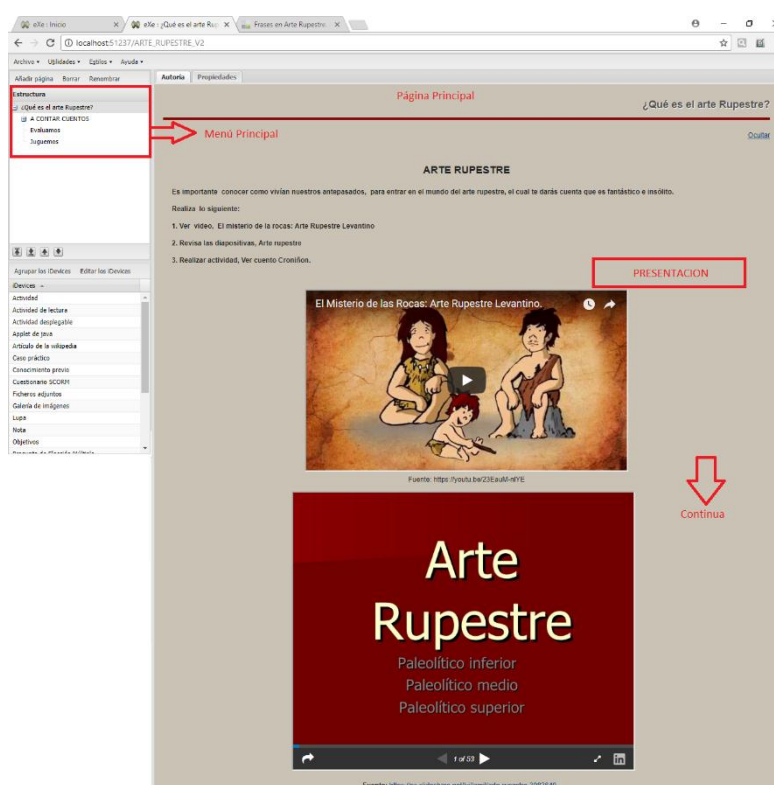 eXe : Inicio
eXe : ¿Qué es el arte Rup
Frases en Arte Rupestre
localhost:51237/ARTE_RUPESTRE_V2
Archivo Utilidades Estilos Ayuda
Añadir página Borrar Renombrar
Estructura
¿Qué es el arte Rupestre?
A CONTAR CUENTOS
Evaluamos
Juguemos
Agrupar los iDevices Editar los iDevices
iDevices
Actividad
Actividad de lectura
Actividad desplegable
Applet de java
Artículo de la wikipedia
Caso práctico
Conocimiento previo
Cuestionario SCORM
Ficheros adjuntos
Galería de imágenes
Lupa
Nota
Objetivos
Autoría Propiedades
Página Principal
¿Qué es el arte Rupestre?
Menú Principal
Ocultar
ARTE RUPESTRE
Es importante conocer como vivían nuestros antepasados, para entrar en el mundo del arte rupestre, el cual te darás cuenta que es fantástico e insólito.
Realiza lo siguiente:
1. Ver video, El misterio de la rocas: Arte Rupestre Levantino
2. Revisa las diapositivas, Arte rupestre
3. Realizar actividad, Ver cuento Croniñon.
PRESENTACION
El Misterio de las Rocas: Arte Rupestre Levantino.
Fuente: https://youtu.be/23EauM-nIYE
Continua
Arte
Rupestre
Paleolítico inferior
Paleolítico medio
Paleolítico superior
1 of 53
in